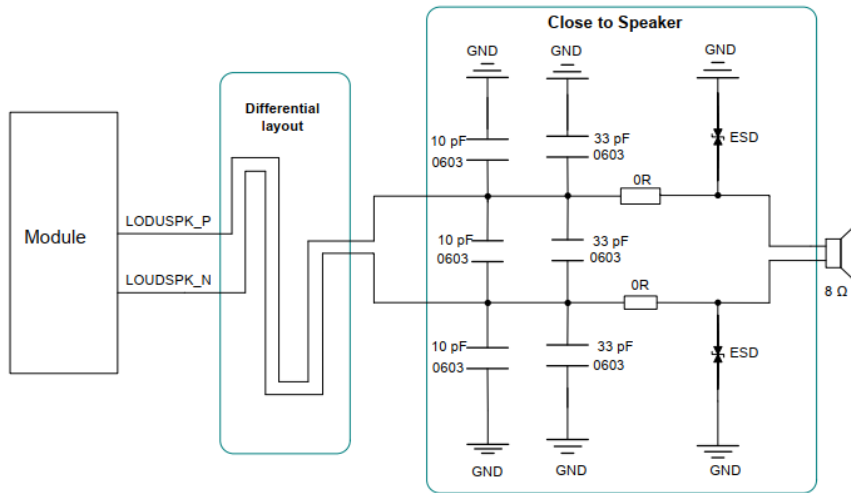 Close to Speaker
GND
GND
GND
Differential
layout
10 pF
0603
33 pF
0603
ESD
0R
LODUSPK_P
Module
10 pF
0603
33 pF
0603
LOUDSPK_N
0R
8 Ω
10 pF
0603
33 pF
0603
ESD
GND
GND
GND